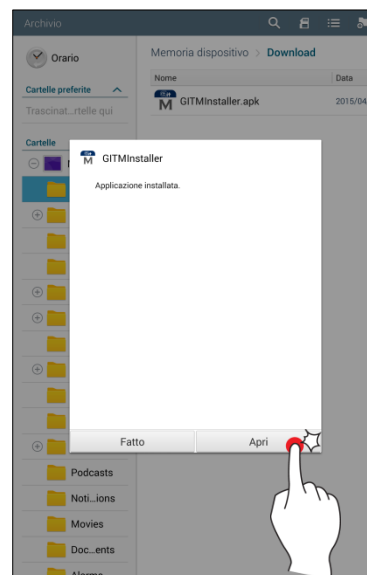 Archivio
Orario
Memoria dispositivo > Download
Cartelle preferite
Trascinat...rtelle qui
Nome
Data
GITMInstaller.apk
2015/04
Cartelle
GITMInstaller
Applicazione installata.
Fatto
Apri
Podcasts
Noti...ions
Movies
Doc...ents